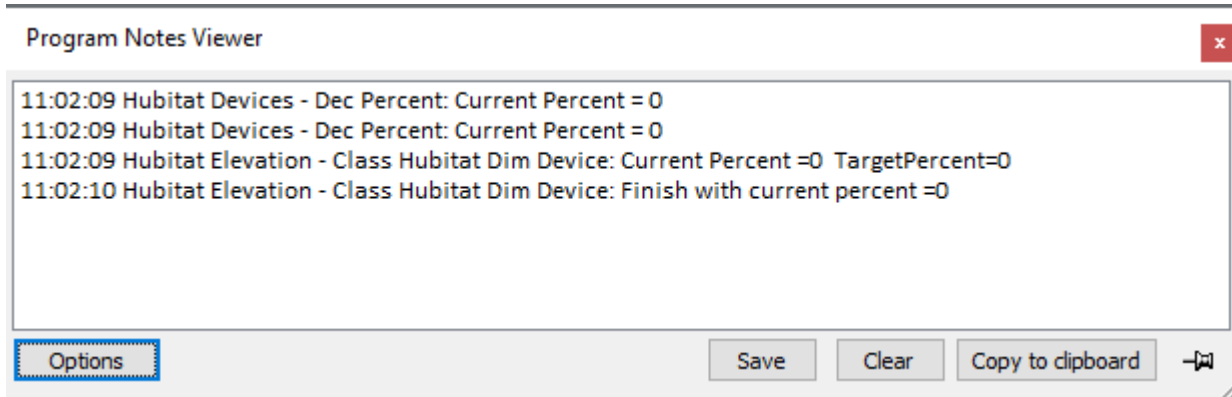 Program Notes Viewer
x
11:02:09 Hubitat Devices - Dec Percent: Current Percent = 0
11:02:09 Hubitat Devices - Dec Percent: Current Percent = 0
11:02:09 Hubitat Elevation - Class Hubitat Dim Device: Current Percent =0  TargetPercent=0
11:02:10 Hubitat Elevation - Class Hubitat Dim Device: Finish with current percent =0
Options Save Clear Copy to clipboard